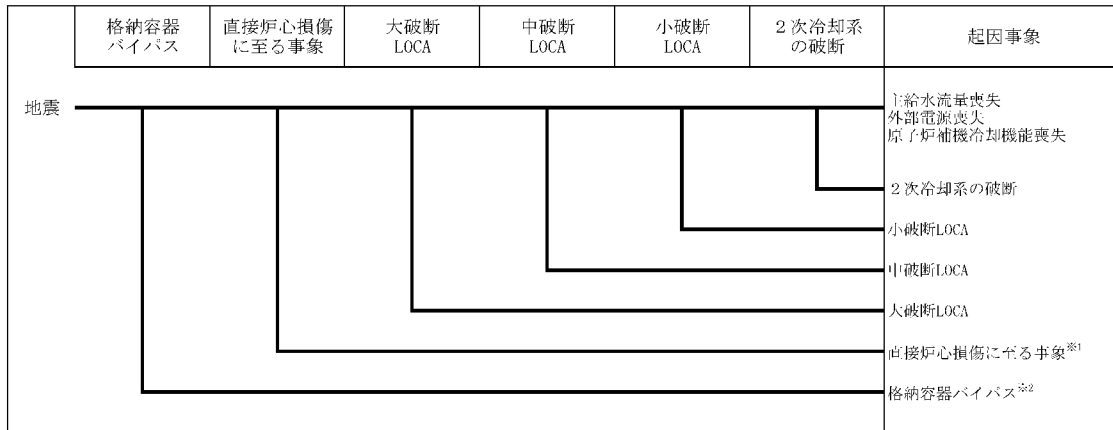 格納容器
バイパス
直接炉心損傷
に至る事象
大破断
LOCA
中破断
LOCA
小破断
LOCA
２次冷却系
の破断
起因事象
地震
主給水流量喪失
外部電源喪失
原子炉補機冷却機能喪失
２次冷却系の破断
小破断LOCA
中破断LOCA
大破断LOCA
直接炉心損傷に至る事象※1
格納容器バイパス※2